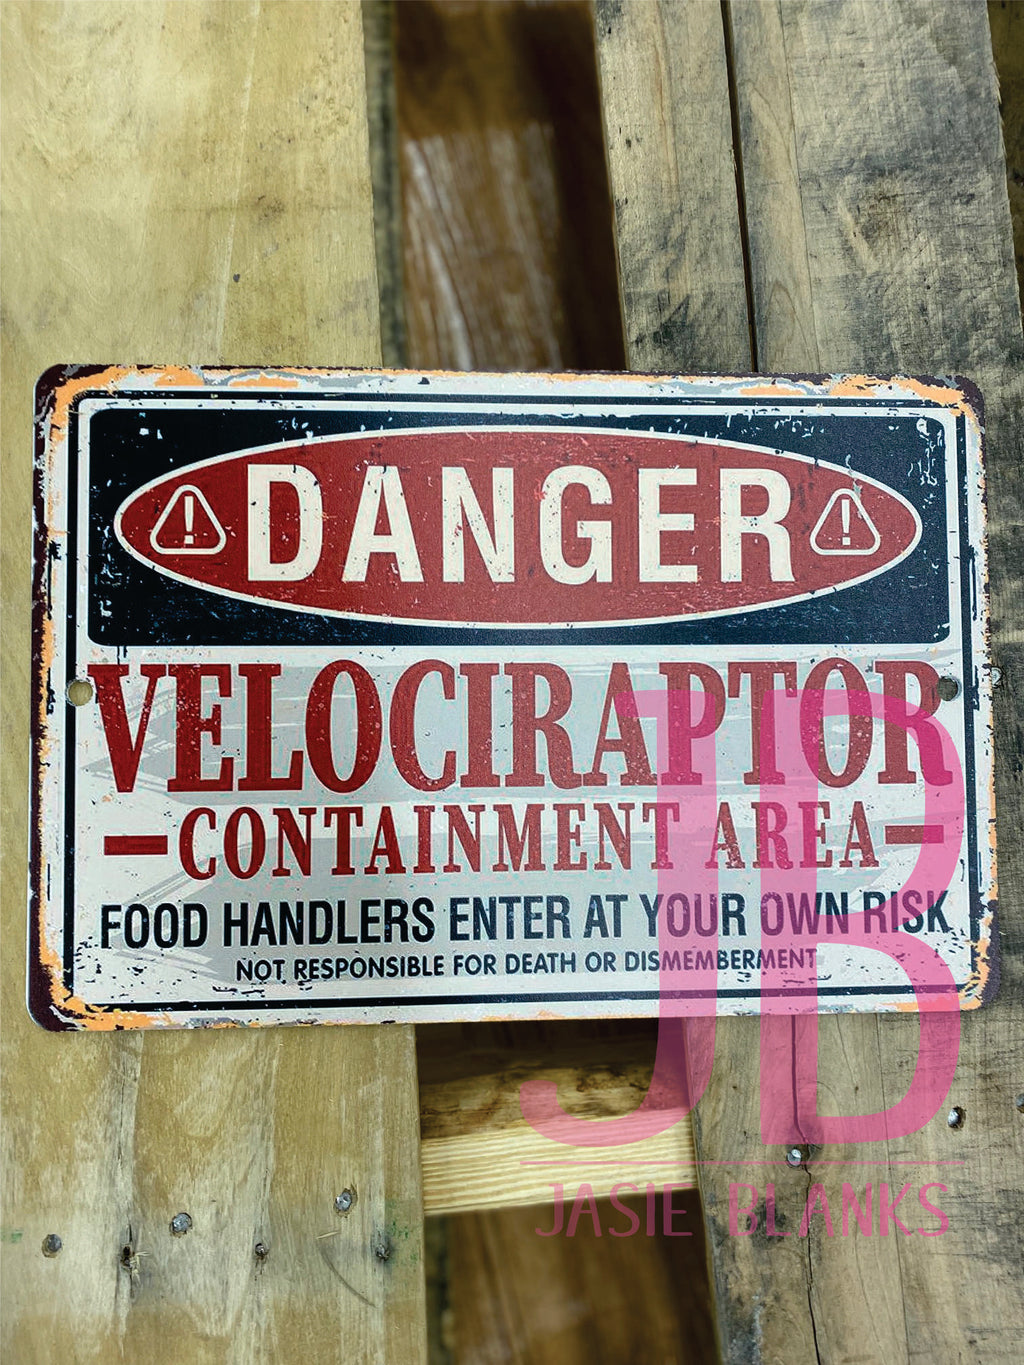 DANGER
VELOCIRAPTOR
CONTAINMENT AREA
FOOD HANDLERS ENTER AT YOUR OWN RISK
NOT RESPONSIBLE FOR DEATH OR DISMEMBERMENT
JB
JASIE BLANKS